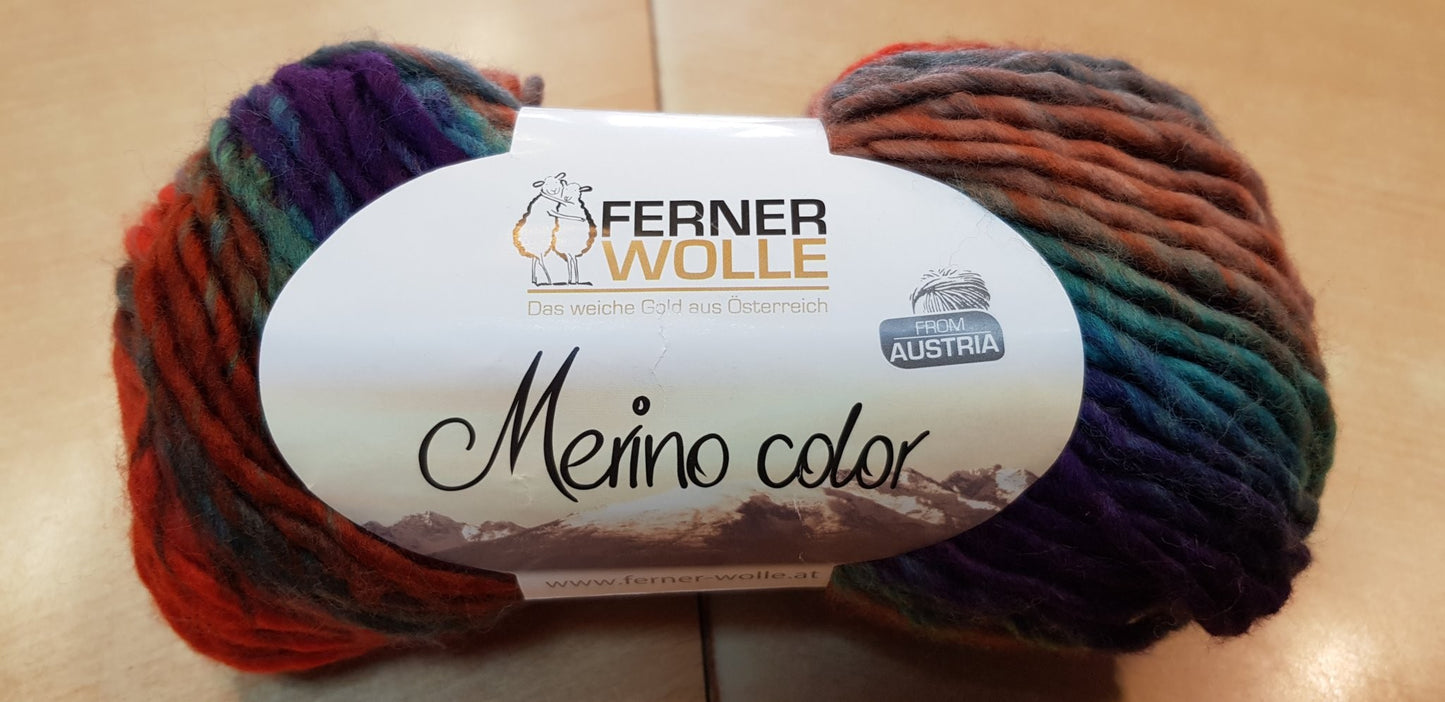 FERNER
WOLLE
Das weiche Gold aus Österreich
FROM
AUSTRIA
Merino color
www.ferner-wolle.at